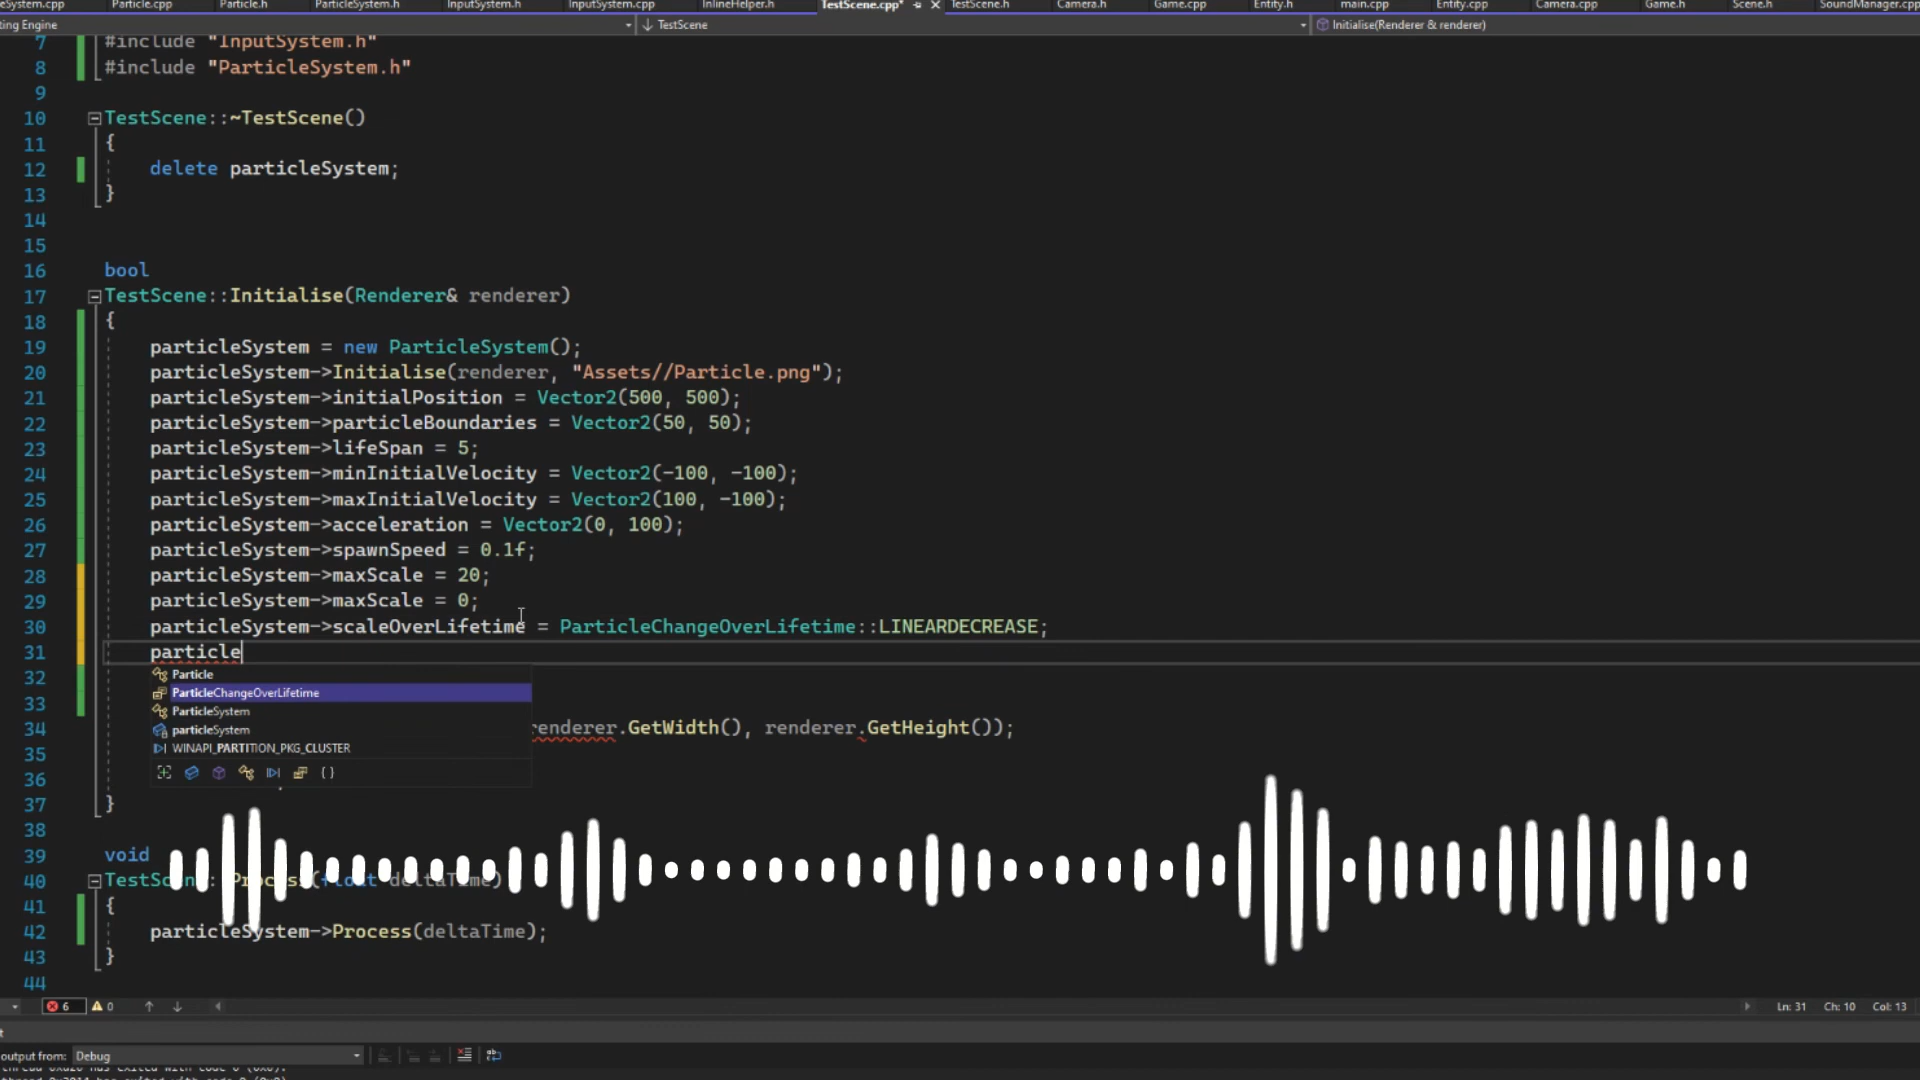 System.cpp Particle.cpp Particle.h ParticleSystem.h InputSystem.h InputSystem.cpp InlineHelper.h TestScene.cpp* TestScene.h Camera.h Game.cpp Entity.h main.cpp Entity.cpp Camera.cpp Game.h Scene.h SoundManager.cpp
ting Engine TestScene Initialise(Renderer & renderer)
7 #include "InputSystem.h"
8 #include "ParticleSystem.h"
9
10 TestScene::~TestScene()
11 {
12 delete particleSystem;
13 }
14
15
16 bool
17 TestScene::Initialise(Renderer& renderer)
18 {
19 particleSystem = new ParticleSystem();
20 particleSystem->Initialise(renderer, "Assets//Particle.png");
21 particleSystem->initialPosition = Vector2(500, 500);
22 particleSystem->particleBoundaries = Vector2(50, 50);
23 particleSystem->lifeSpan = 5;
24 particleSystem->minInitialVelocity = Vector2(-100, -100);
25 particleSystem->maxInitialVelocity = Vector2(100, -100);
26 particleSystem->acceleration = Vector2(0, 100);
27 particleSystem->spawnSpeed = 0.1f;
28 particleSystem->maxScale = 20;
29 particleSystem->maxScale = 0;
30 particleSystem->scaleOverLifetime = ParticleChangeOverLifetime::LINEARDECREASE;
31 particle
Particle
32
ParticleChangeOverLifetime
33
ParticleSystem
34 renderer.GetWidth(), renderer.GetHeight());
particleSystem
WINAPI_PARTITION_PKG_CLUSTER
35
36
37 }
38
39 void
40 TestScene::Process(float deltaTime)
41 {
42 particleSystem->Process(deltaTime);
43 }
44
6 0 Ln: 31 Ch: 10 Col: 13
output from: Debug